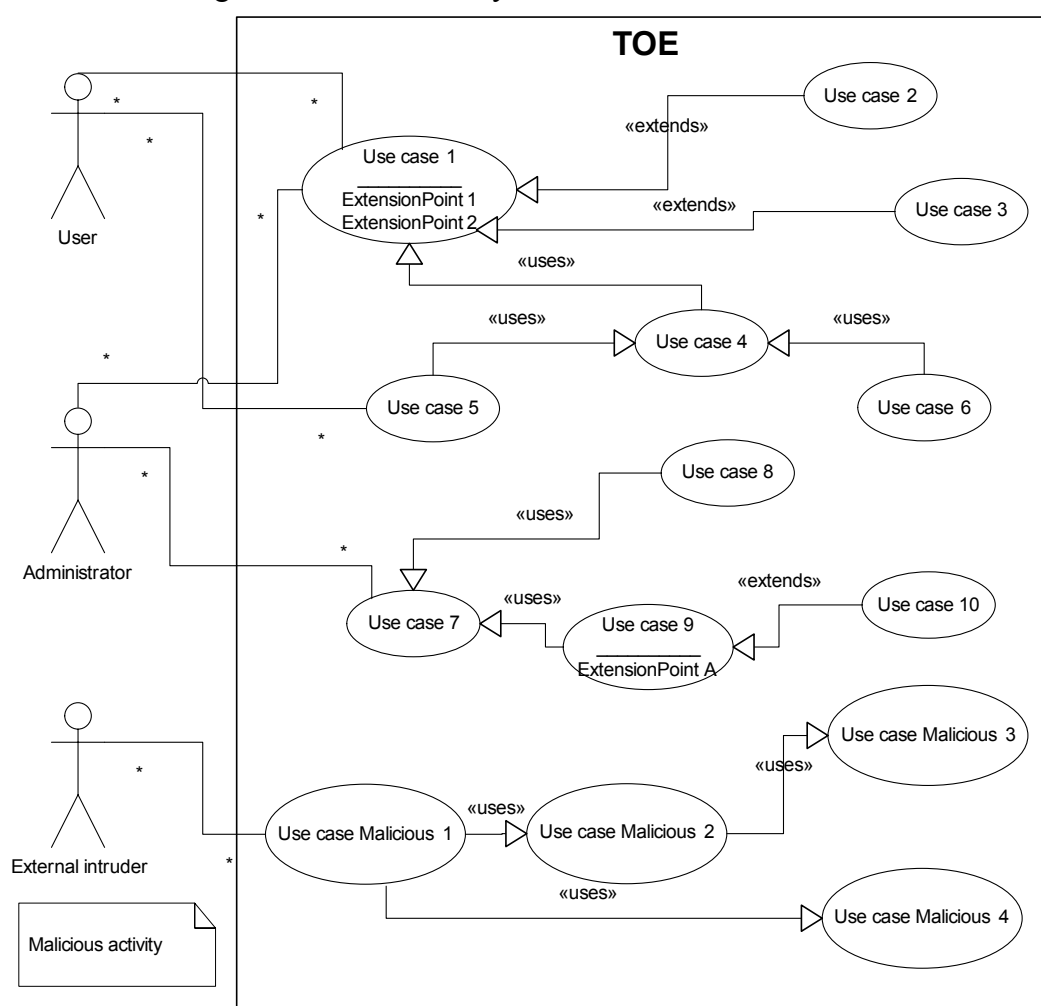 TOE
Use case 2
*
*
«extends»
*
Use case 1
ExtensionPoint 1
ExtensionPoint 2
«extends»
Use case 3
*
User
«uses»
«uses»
Use case 4
«uses»
*
Use case 5
Use case 6
*
*
Use case 8
«uses»
*
Administrator
«extends»
«uses»
Use case 7
Use case 9
ExtensionPoint A
Use case 10
Use case Malicious 3
*
«uses»
«uses»
Use case Malicious 1
Use case Malicious 2
External intruder
*
«uses»
Use case Malicious 4
Malicious activity